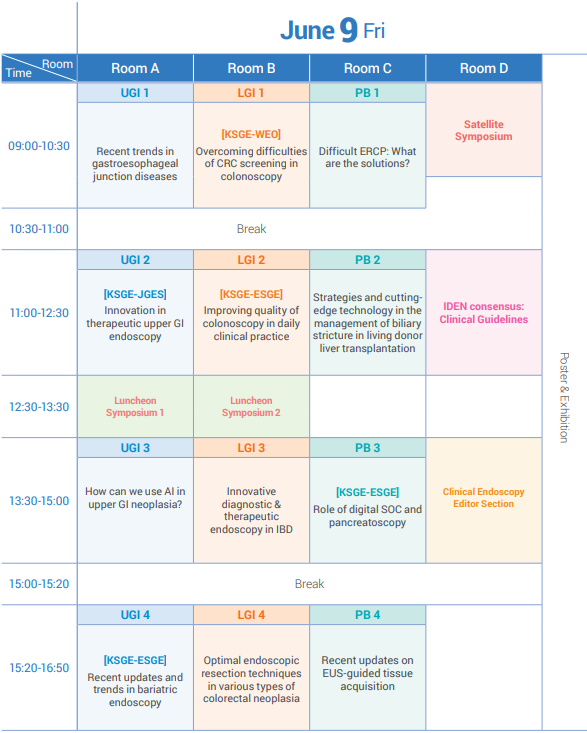 June 9 Fri
Room
Time
Room A
Room B
Room C
Room D
09:00-10:30
UGI 1
Recent trends in
gastroesophageal
junction diseases
LGI 1
[KSGE-WEO]
Overcoming difficulties
of CRC screening in
colonoscopy
PB 1
Difficult ERCP: What
are the solutions?
Satellite
Symposium
10:30-11:00
Break
11:00-12:30
UGI 2
[KSGE-JGES]
Innovation in
therapeutic upper GI
endoscopy
LGI 2
[KSGE-ESGE]
Improving quality of
colonoscopy in daily
clinical practice
PB 2
Strategies and cutting-
edge technology in the
management of biliary
stricture in living donor
liver transplantation
IDEN consensus:
Clinical Guidelines
12:30-13:30
Luncheon
Symposium 1
Luncheon
Symposium 2
13:30-15:00
UGI 3
How can we use AI in
upper GI neoplasia?
LGI 3
Innovative
diagnostic &
therapeutic
endoscopy in IBD
PB 3
[KSGE-ESGE]
Role of digital SOC and
pancreatoscopy
Clinical Endoscopy
Editor Section
15:00-15:20
Break
15:20-16:50
UGI 4
[KSGE-ESGE]
Recent updates and
trends in bariatric
endoscopy
LGI 4
Optimal endoscopic
resection techniques
in various types of
colorectal neoplasia
PB 4
Recent updates on
EUS-guided tissue
acquisition
Poster & Exhibition